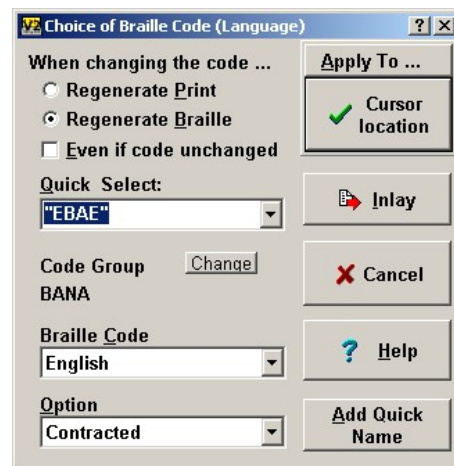 V2 Choice of Braille Code (Language)
When changing the code ...
Regenerate Print
Regenerate Braille
Even if code unchanged
Quick Select:
"EBAE"
Code Group
Change
BANA
Braille Code
English
Option
Contracted
Apply To ...
Cursor
location
Inlay
Cancel
? Help
Add Quick
Name